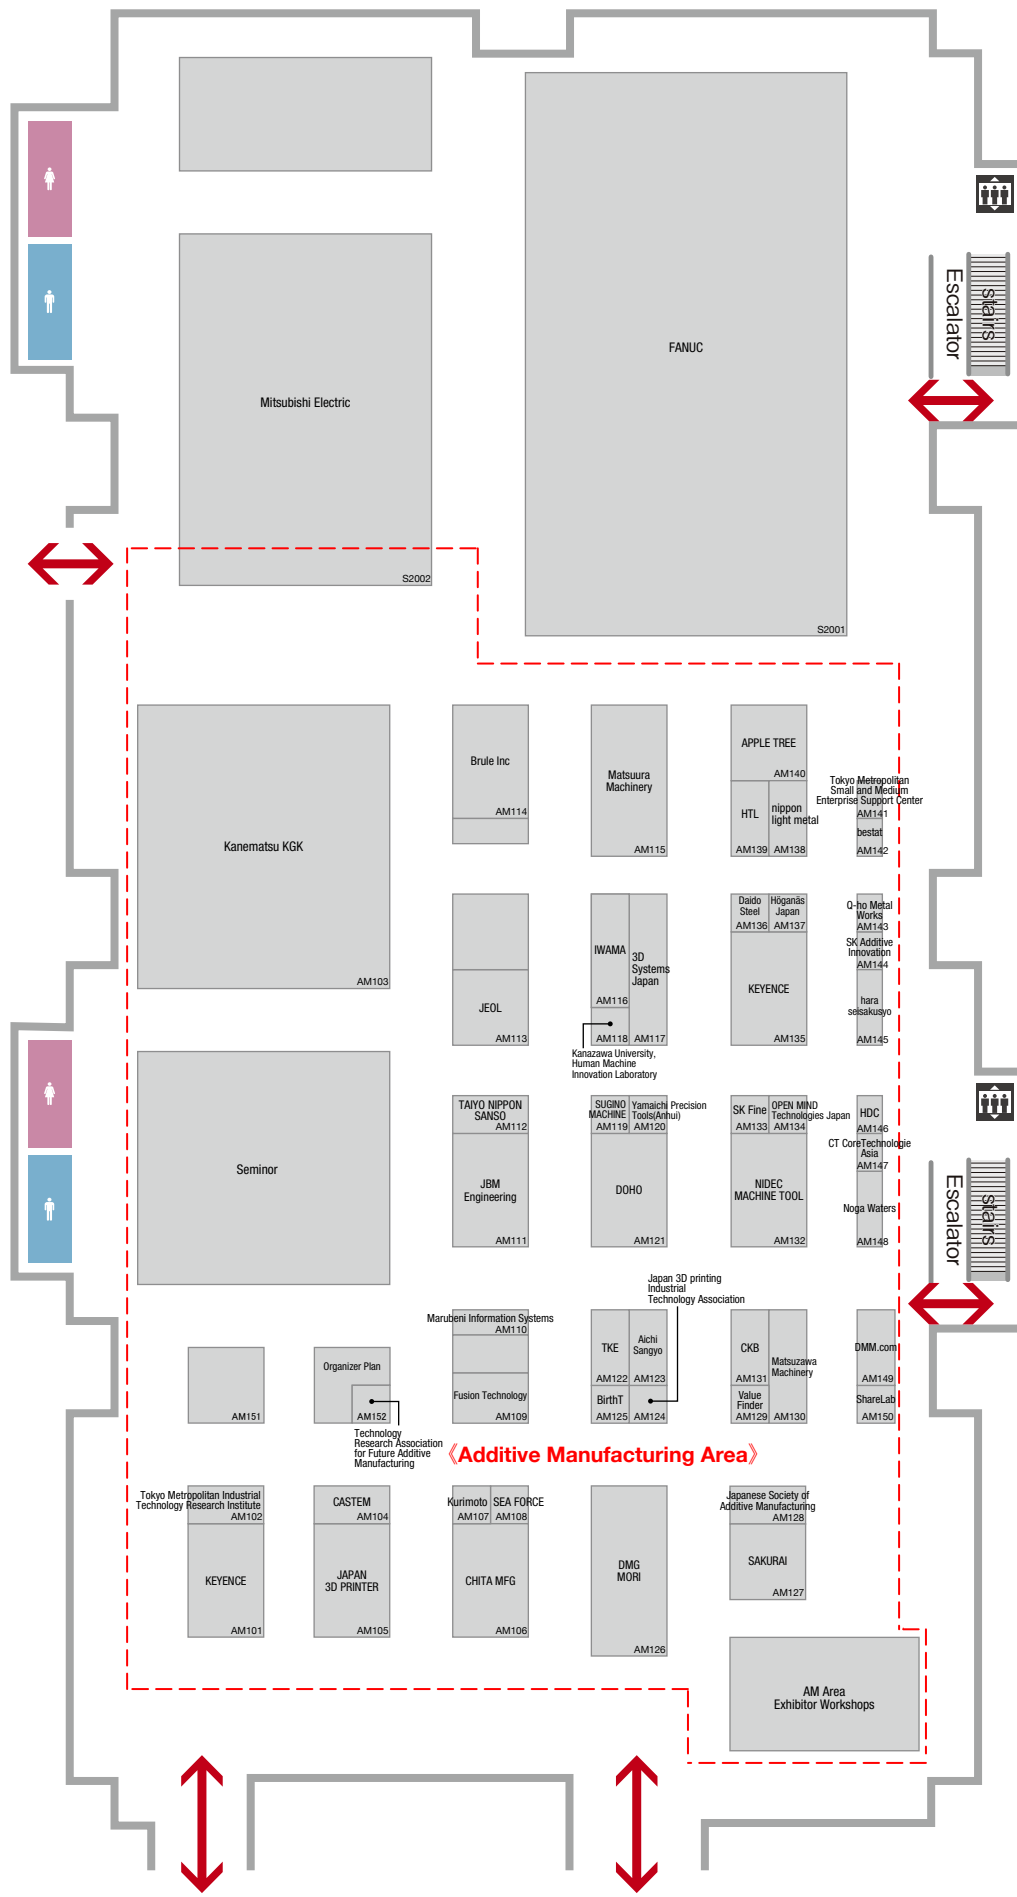 Escalator
stairs
FANUC
S2001
Mitsubishi Electric
S2002
Kanematsu KGK
AM103
Brule Inc
AM114
Matsuura
Machinery
AM115
APPLE TREE
AM140
HTL
AM139
nippon
light metal
AM138
Tokyo Metropolitan
Small and Medium
Enterprise Support Center
AM141
bestat
AM142
JEOL
AM113
IWAMA
AM116
3D
Systems
Japan
AM117
AM118
Kanazawa University,
Human Machine
Innovation Laboratory
Daido
Steel
AM136
Höganäs
Japan
AM137
KEYENCE
AM135
Q-ho Metal
Works
AM143
SK Additive
Innovation
AM144
hara
seisakusyo
AM145
Seminor
TAIYO NIPPON
SANSO
AM112
JBM
Engineering
AM111
SUGINO
MACHINE
AM119
Yamaichi Precision
Tools(Anhui)
AM120
DOHO
AM121
SK Fine
AM133
OPEN MIND
Technologies Japan
AM134
NIDEC
MACHINE TOOL
AM132
HDC
AM146
CT CoreTechnologie
Asia
AM147
Noga Waters
AM148
Escalator
stairs
AM151
Organizer Plan
AM152
Technology
Research Association
for Future Additive
Manufacturing
Marubeni Information Systems
AM110
Fusion Technology
AM109
Japan 3D printing
Industrial
Technology Association
TKE
AM122
Aichi
Sangyo
AM123
BirthT
AM125
AM124
CKB
AM131
Matsuzawa
Machinery
AM130
Value
Finder
AM129
DMM.com
AM149
ShareLab
AM150
《Additive Manufacturing Area》
Tokyo Metropolitan Industrial
Technology Research Institute
AM102
KEYENCE
AM101
CASTEM
AM104
JAPAN
3D PRINTER
AM105
Kurimoto
AM107
SEA FORCE
AM108
CHITA MFG
AM106
DMG
MORI
AM126
Japanese Society of
Additive Manufacturing
AM128
SAKURAI
AM127
AM Area
Exhibitor Workshops